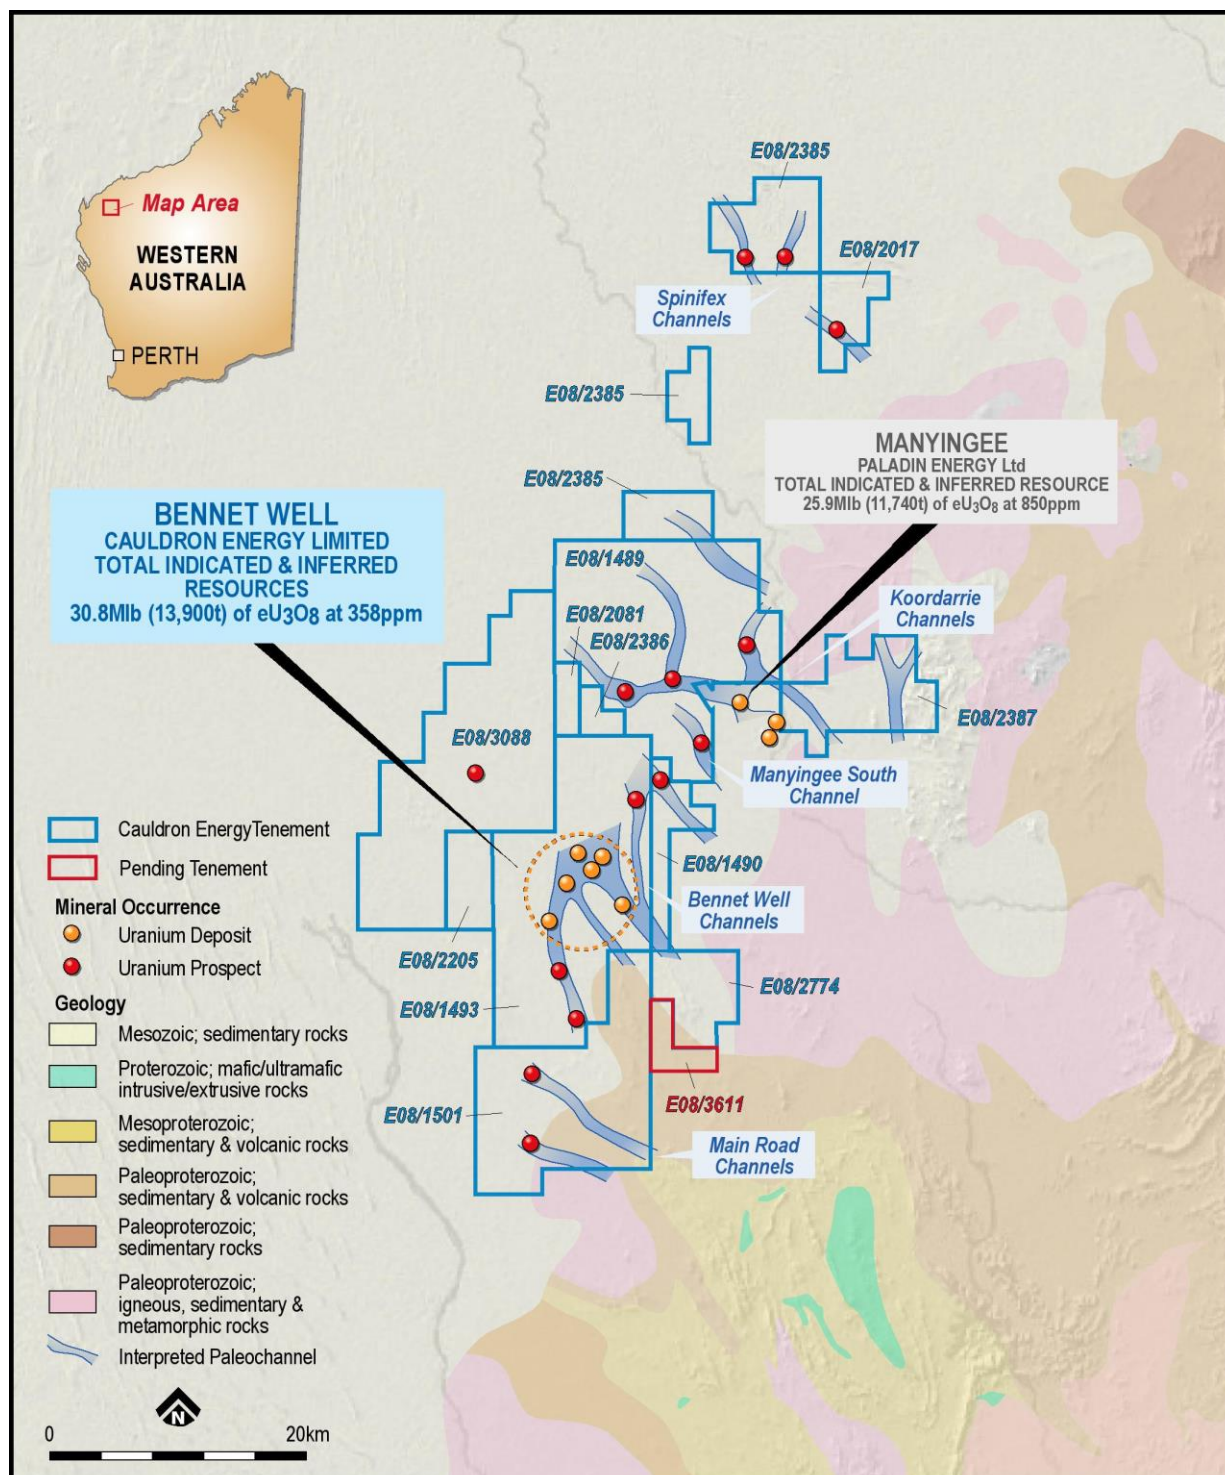 Map Area
WESTERN
AUSTRALIA
PERTH
E08/2385
E08/2017
Spinifex
Channels
E08/2385
MANYINGEE
PALADIN ENERGY Ltd
TOTAL INDICATED & INFERRED RESOURCE
25.9Mlb (11,740t) of eU₃O₈ at 850ppm
E08/2385
BENNET WELL
CAULDRON ENERGY LIMITED
TOTAL INDICATED & INFERRED
RESOURCES
30.8Mlb (13,900t) of eU₃O₈ at 358ppm
E08/1489
E08/2081
E08/2386
Koordarrie
Channels
E08/2387
E08/3088
Manyingee South
Channel
E08/1490
Bennet Well
Channels
E08/2205
E08/2774
E08/1493
E08/3611
E08/1501
Main Road
Channels
Cauldron EnergyTenement
Pending Tenement
Mineral Occurrence
Uranium Deposit
Uranium Prospect
Geology
Mesozoic; sedimentary rocks
Proterozoic; mafic/ultramafic
intrusive/extrusive rocks
Mesoproterozoic;
sedimentary & volcanic rocks
Paleoproterozoic;
sedimentary & volcanic rocks
Paleoproterozoic;
sedimentary rocks
Paleoproterozoic;
igneous, sedimentary &
metamorphic rocks
Interpreted Paleochannel
N
0 20km